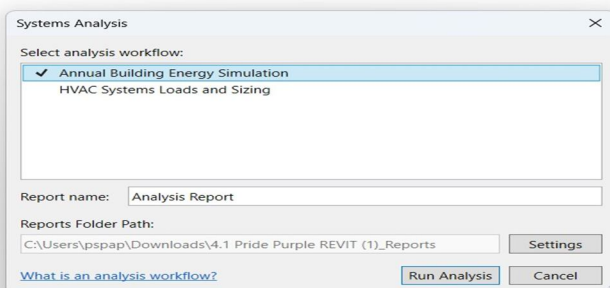 Systems Analysis
Select analysis workflow:
Annual Building Energy Simulation
HVAC Systems Loads and Sizing
Report name: Analysis Report
Reports Folder Path:
C:\Users\pspap\Downloads\4.1 Pride Purple REVIT (1)_Reports Settings
What is an analysis workflow? Run Analysis Cancel